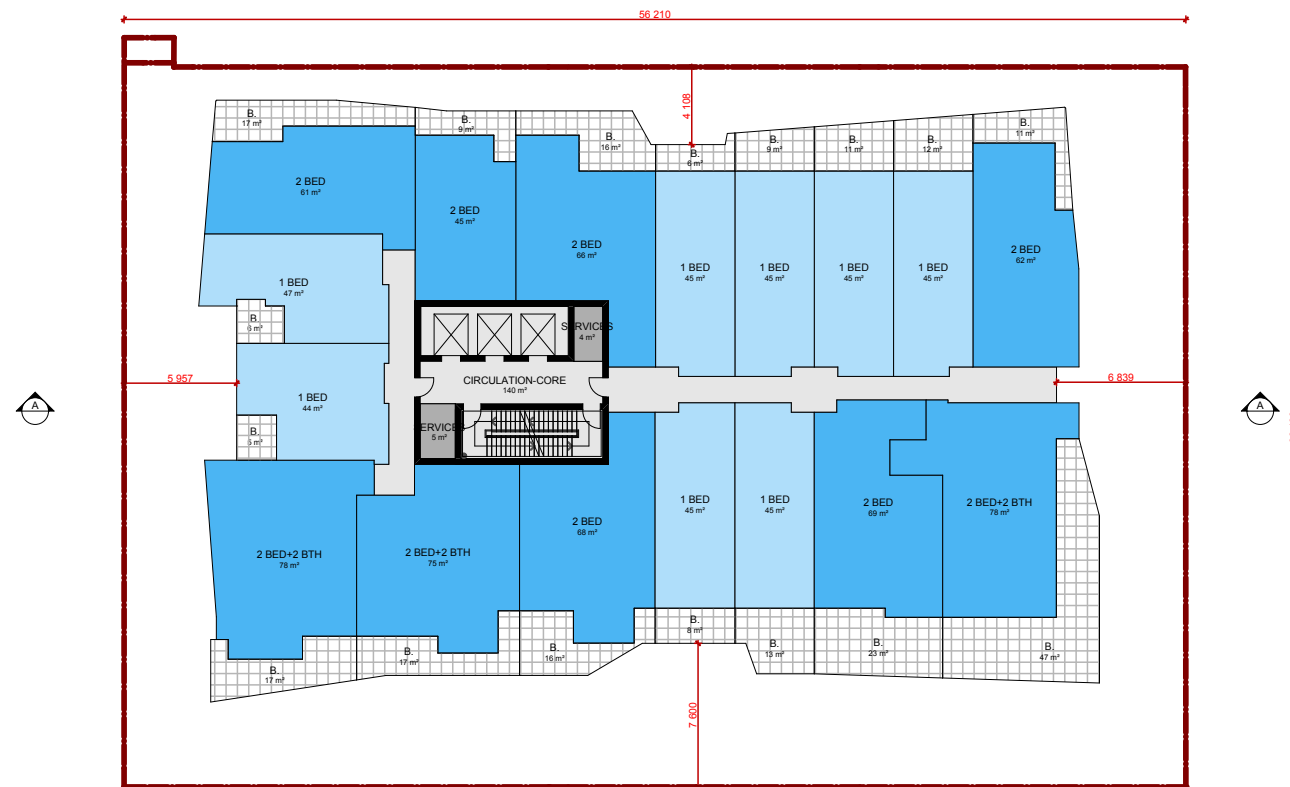 56 210
4 108
B.
17 m²
B.
9 m²
B.
16 m²
B.
6 m²
B.
9 m²
B.
11 m²
B.
12 m²
B.
11 m²
2 BED
61 m²
2 BED
45 m²
2 BED
66 m²
1 BED
45 m²
1 BED
45 m²
1 BED
45 m²
1 BED
45 m²
2 BED
62 m²
1 BED
47 m²
B.
SERVICES
4 m²
5 957
CIRCULATION-CORE
140 m²
6 839
A
A
1 BED
44 m²
B.
5 m²
5 m²
2 BED+2 BTH
78 m²
2 BED+2 BTH
75 m²
2 BED
68 m²
1 BED
45 m²
1 BED
45 m²
2 BED
69 m²
2 BED+2 BTH
78 m²
B.
17 m²
B.
17 m²
B.
16 m²
B.
8 m²
B.
13 m²
B.
23 m²
B.
47 m²
7 600